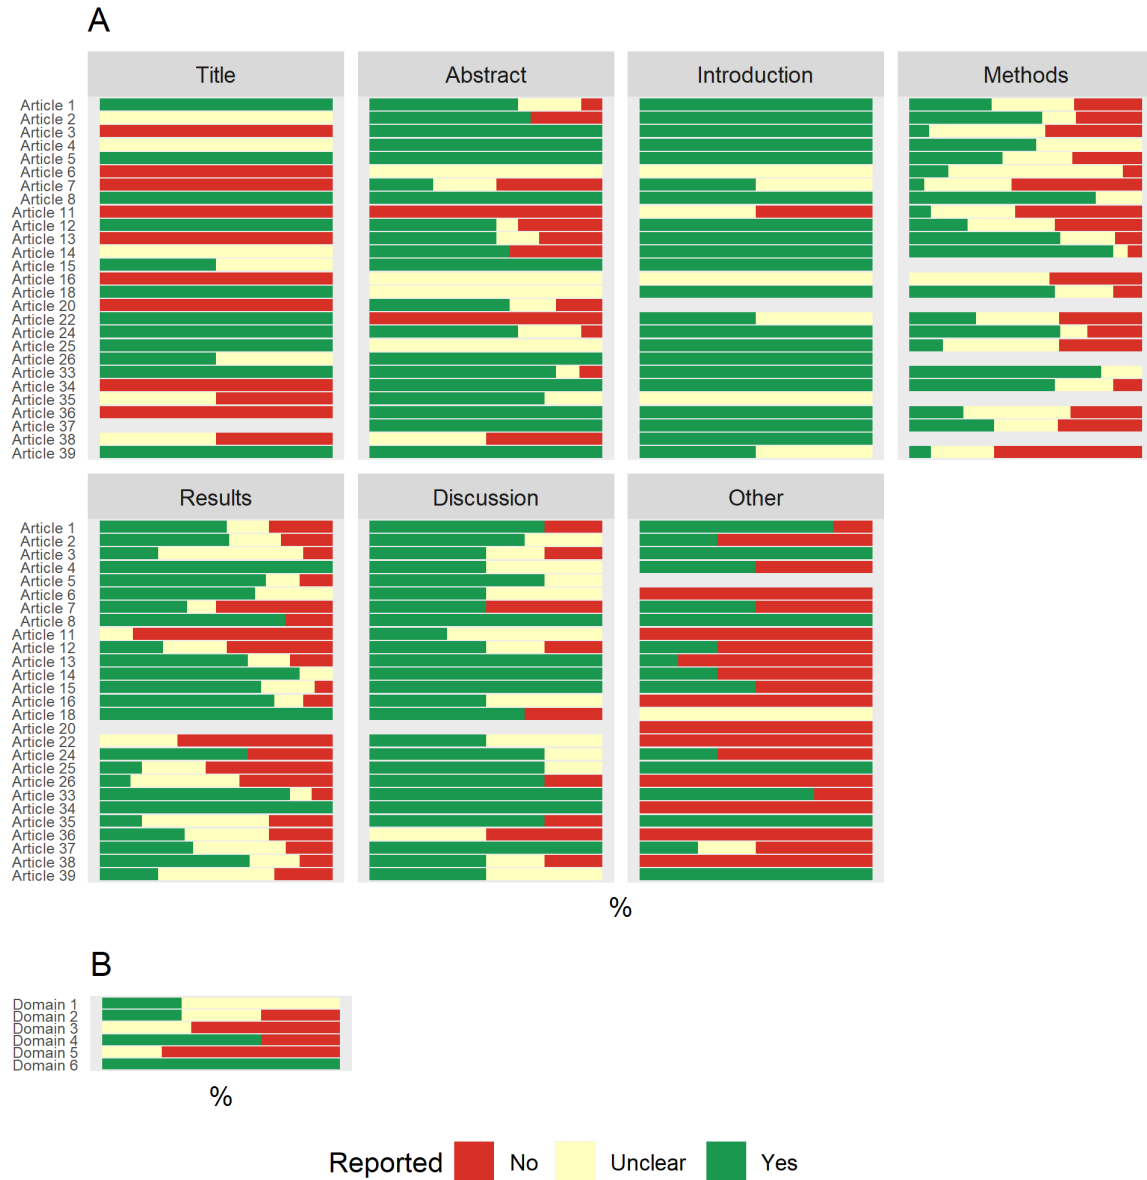 A
Title Abstract Introduction Methods
Article 1
Article 2
Article 3
Article 4
Article 5
Article 6
Article 7
Article 8
Article 11
Article 12
Article 13
Article 14
Article 15
Article 16
Article 18
Article 20
Article 22
Article 24
Article 25
Article 26
Article 33
Article 34
Article 35
Article 36
Article 37
Article 38
Article 39
Results Discussion Other
Article 1
Article 2
Article 3
Article 4
Article 5
Article 6
Article 7
Article 8
Article 11
Article 12
Article 13
Article 14
Article 15
Article 16
Article 18
Article 20
Article 22
Article 24
Article 25
Article 26
Article 33
Article 34
Article 35
Article 36
Article 37
Article 38
Article 39
%
B
Domain 1
Domain 2
Domain 3
Domain 4
Domain 5
Domain 6
%
Reported No Unclear Yes